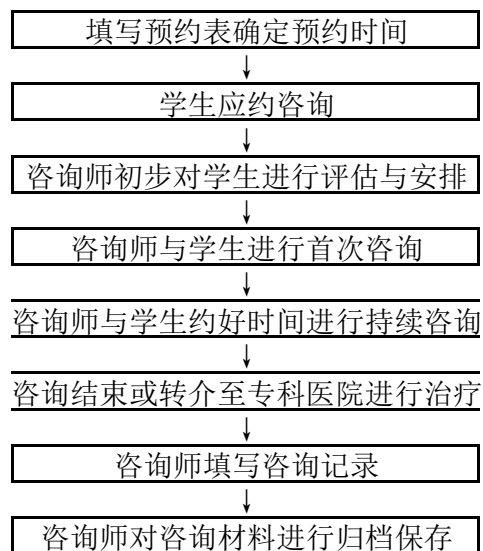 填写预约表确定预约时间
学生应约咨询
咨询师初步对学生进行评估与安排
咨询师与学生进行首次咨询
咨询师与学生约好时间进行持续咨询
咨询结束或转介至专科医院进行治疗
咨询师填写咨询记录
咨询师对咨询材料进行归档保存